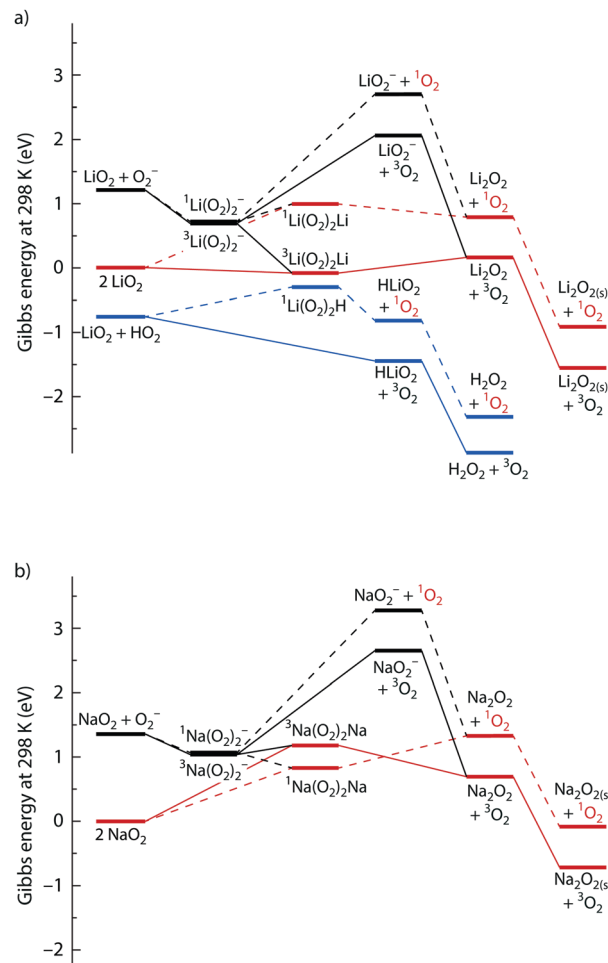 a)
Gibbs energy at 298 K (eV)
3
2
1
0
−1
−2
LiO₂⁻ + ¹O₂
LiO₂ + O₂⁻
¹Li(O₂)₂⁻
³Li(O₂)₂⁻
LiO₂⁻
+ ³O₂
Li₂O₂
+ ¹O₂
¹Li(O₂)₂Li
³Li(O₂)₂Li
2 LiO₂
Li₂O₂
+ ³O₂
Li₂O₂(s)
+ ¹O₂
¹Li(O₂)₂H
HLiO₂
+ ¹O₂
LiO₂ + HO₂
HLiO₂
+ ³O₂
H₂O₂
+ ¹O₂
Li₂O₂(s)
+ ³O₂
H₂O₂ + ³O₂
b)
Gibbs energy at 298 K (eV)
3
2
1
0
−1
−2
NaO₂⁻ + ¹O₂
NaO₂ + O₂⁻
¹Na(O₂)₂⁻
³Na(O₂)₂⁻
NaO₂⁻
+ ³O₂
³Na(O₂)₂Na
Na₂O₂
+ ¹O₂
¹Na(O₂)₂Na
2 NaO₂
Na₂O₂
+ ³O₂
Na₂O₂(s
+ ¹O₂
Na₂O₂(s
+ ³O₂